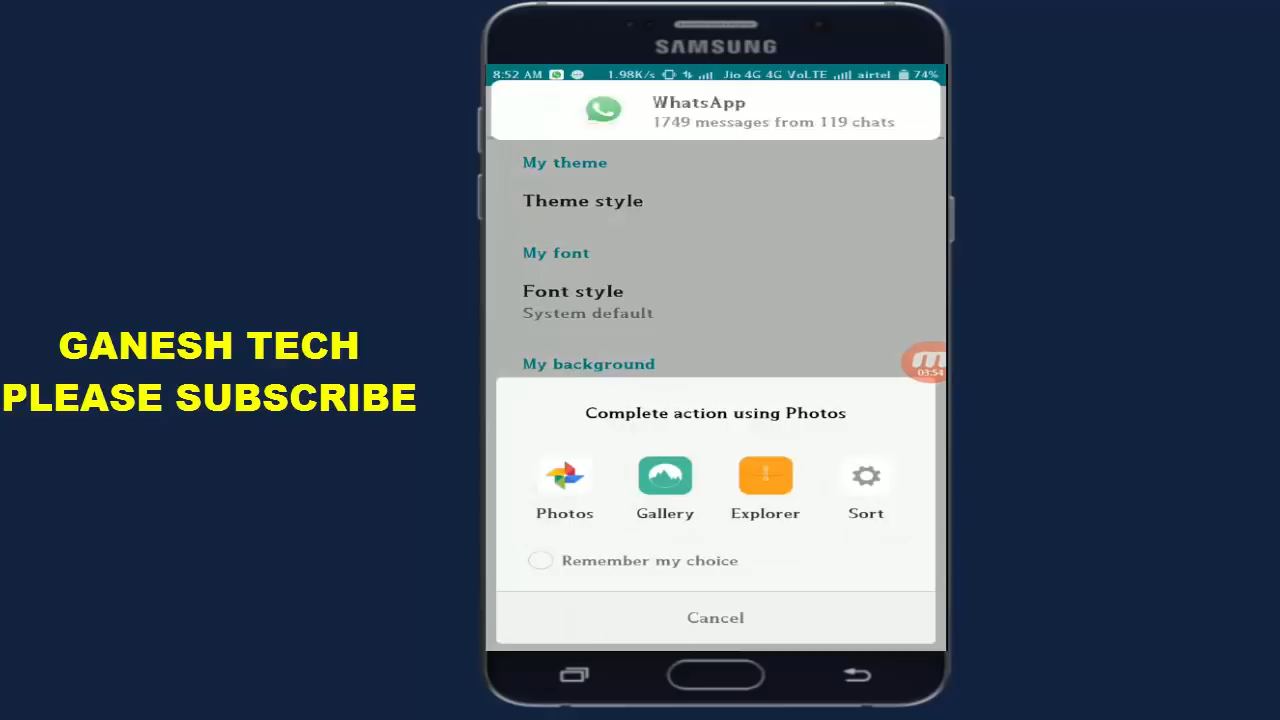 SAMSUNG
8:52 AM 1.98K/s Jio 4G 4G VoLTE airtel 74%
WhatsApp
1749 messages from 119 chats
My theme
Theme style
My font
Font style
System default
My background
03:54
GANESH TECH
PLEASE SUBSCRIBE
Complete action using Photos
Photos Gallery Explorer Sort
Remember my choice
Cancel